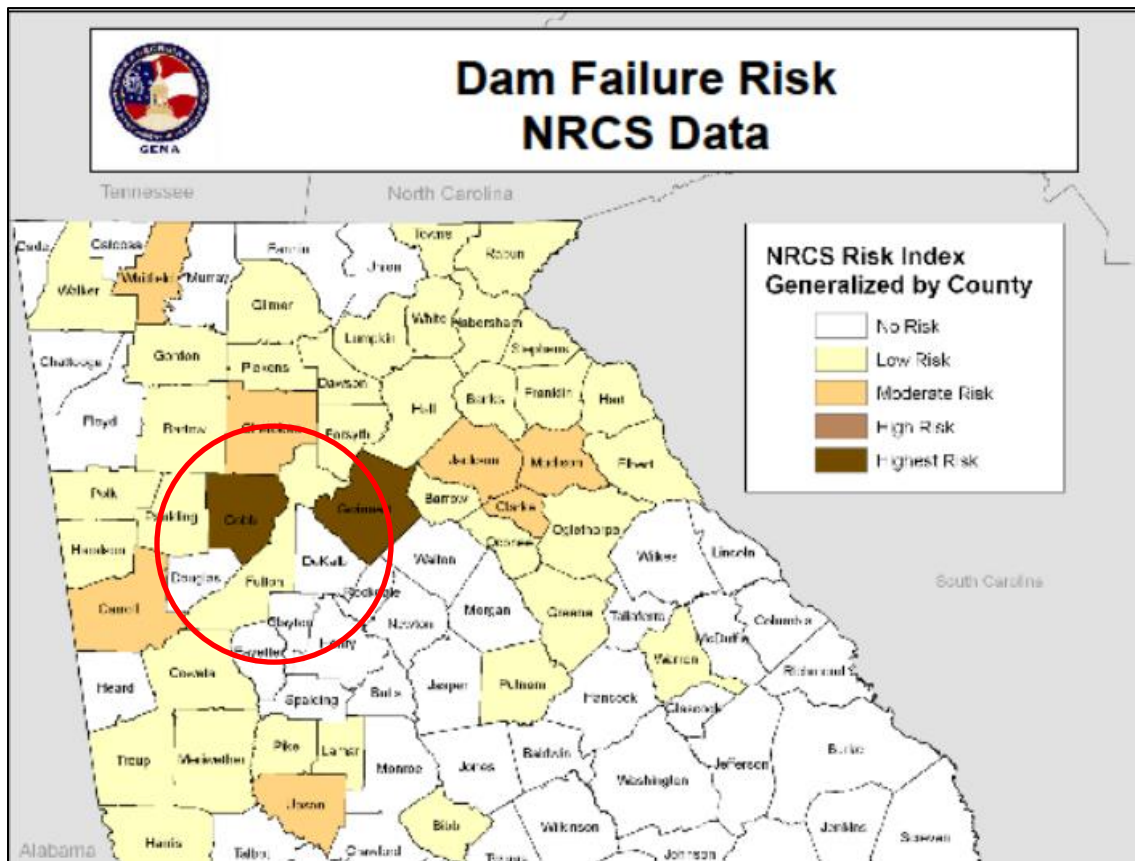 GEMA
Dam Failure Risk
NRCS Data
Tennessee
North Carolina
NRCS Risk Index
Generalized by County
No Risk
Low Risk
Moderate Risk
High Risk
Highest Risk
Towns
Rabun
Union
Whitfield
Murray
Walker
Gilmer
White
Habersham
Lumpkin
Stephens
Chattooga
Gordon
Pickens
Dawson
Hall
Banks
Franklin
Hart
Floyd
Bartow
Forsyth
Jackson
Madison
Elbert
Polk
Paulding
Cobb
Gwinnett
Barrow
Clarke
Oglethorpe
Haralson
Oconee
DeKalb
Walton
Wilkes
Lincoln
Douglas
Fulton
South Carolina
Rockdale
Carroll
Morgan
Greene
Taliaferro
Columbia
Clayton
Newton
McDuffie
Fayette
Henry
Warren
Richmond
Heard
Coweta
Jasper
Putnam
Hancock
Spalding
Butts
Glascock
Troup
Meriwether
Pike
Lamar
Monroe
Jones
Baldwin
Washington
Jefferson
Burke
Bibb
Wilkinson
Jenkins
Screven
Harris
Talbot
Crawford
Johnson
Alabama